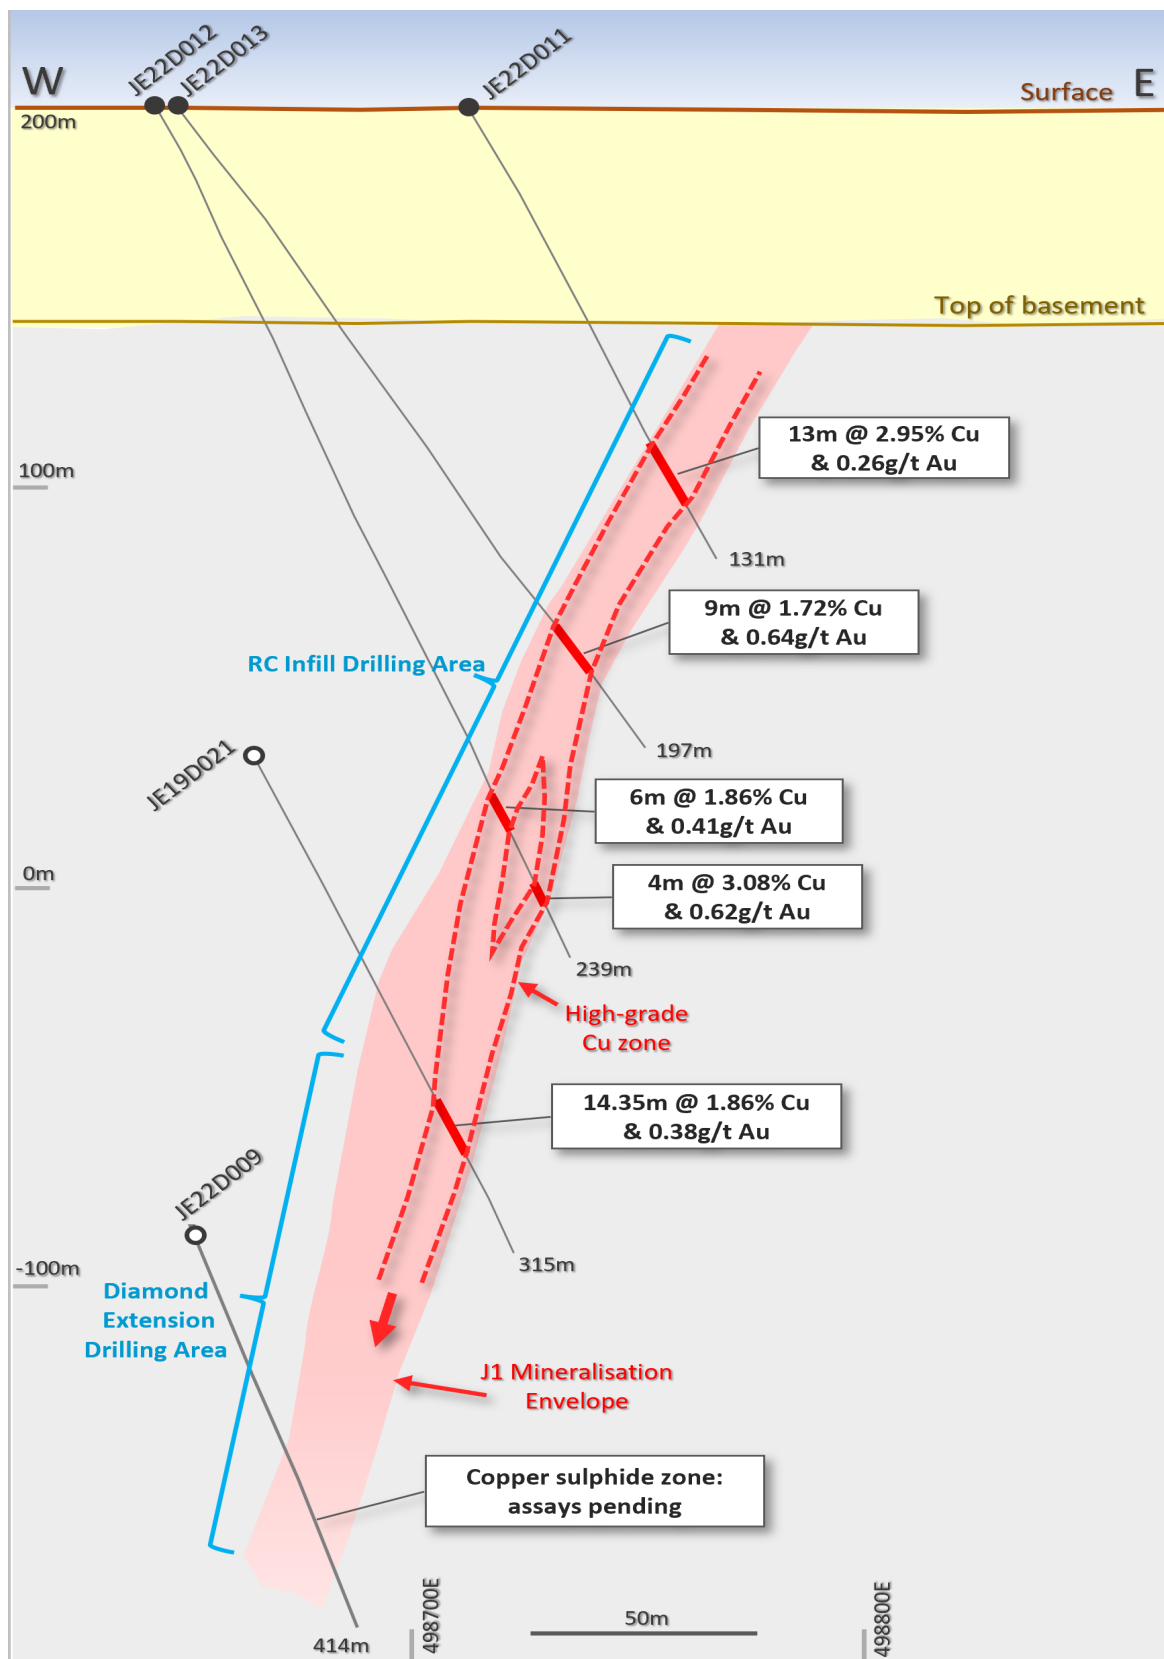 JE22D012
JE22D013
JE22D011
W
E
Surface
200m
Top of basement
13m @ 2.95% Cu
& 0.26g/t Au
100m
131m
9m @ 1.72% Cu
& 0.64g/t Au
RC Infill Drilling Area
197m
JE19D021
6m @ 1.86% Cu
& 0.41g/t Au
0m
4m @ 3.08% Cu
& 0.62g/t Au
239m
High-grade
Cu zone
14.35m @ 1.86% Cu
& 0.38g/t Au
JE22D009
315m
-100m
Diamond
Extension
Drilling Area
J1 Mineralisation
Envelope
Copper sulphide zone:
assays pending
414m
498700E
50m
498800E